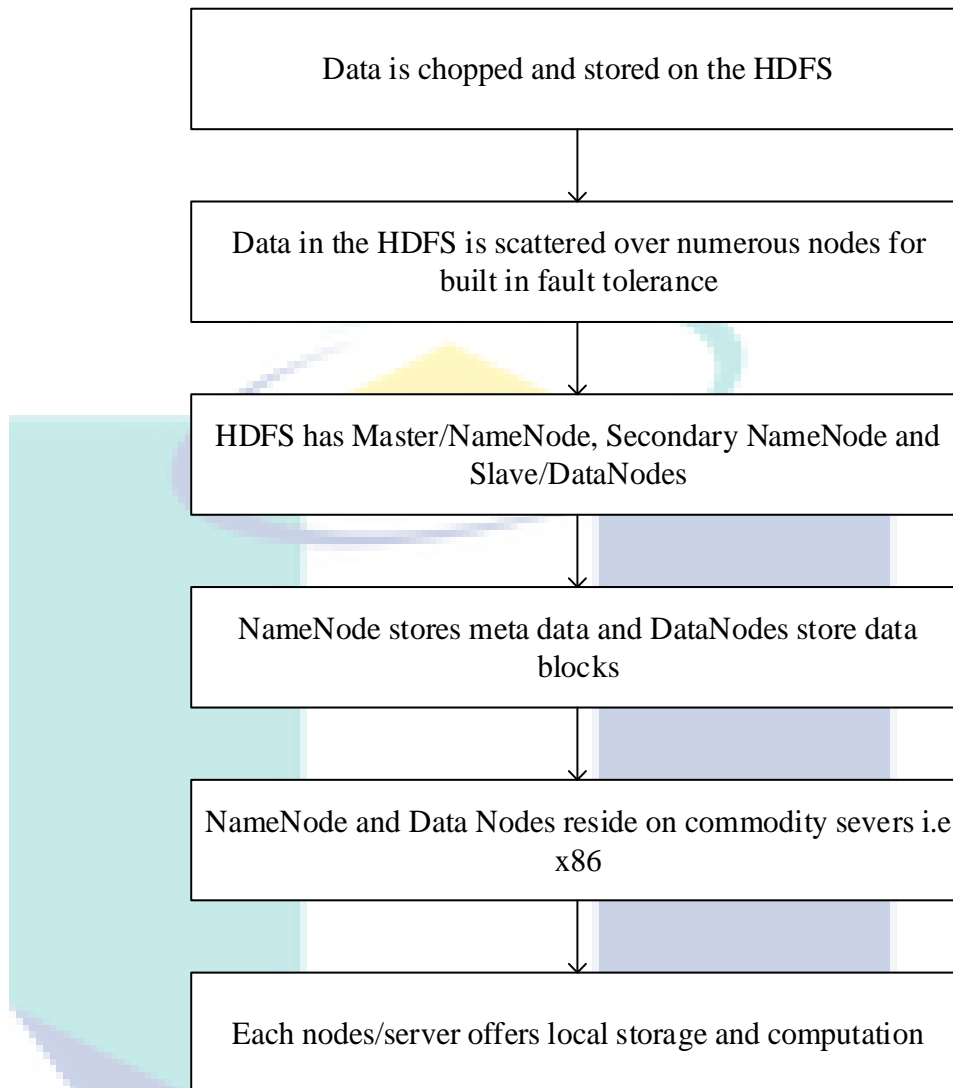 Data is chopped and stored on the HDFS
Data in the HDFS is scattered over numerous nodes for
built in fault tolerance
HDFS has Master/NameNode, Secondary NameNode and
Slave/DataNodes
NameNode stores meta data and DataNodes store data
blocks
NameNode and Data Nodes reside on commodity severs i.e
x86
Each nodes/server offers local storage and computation